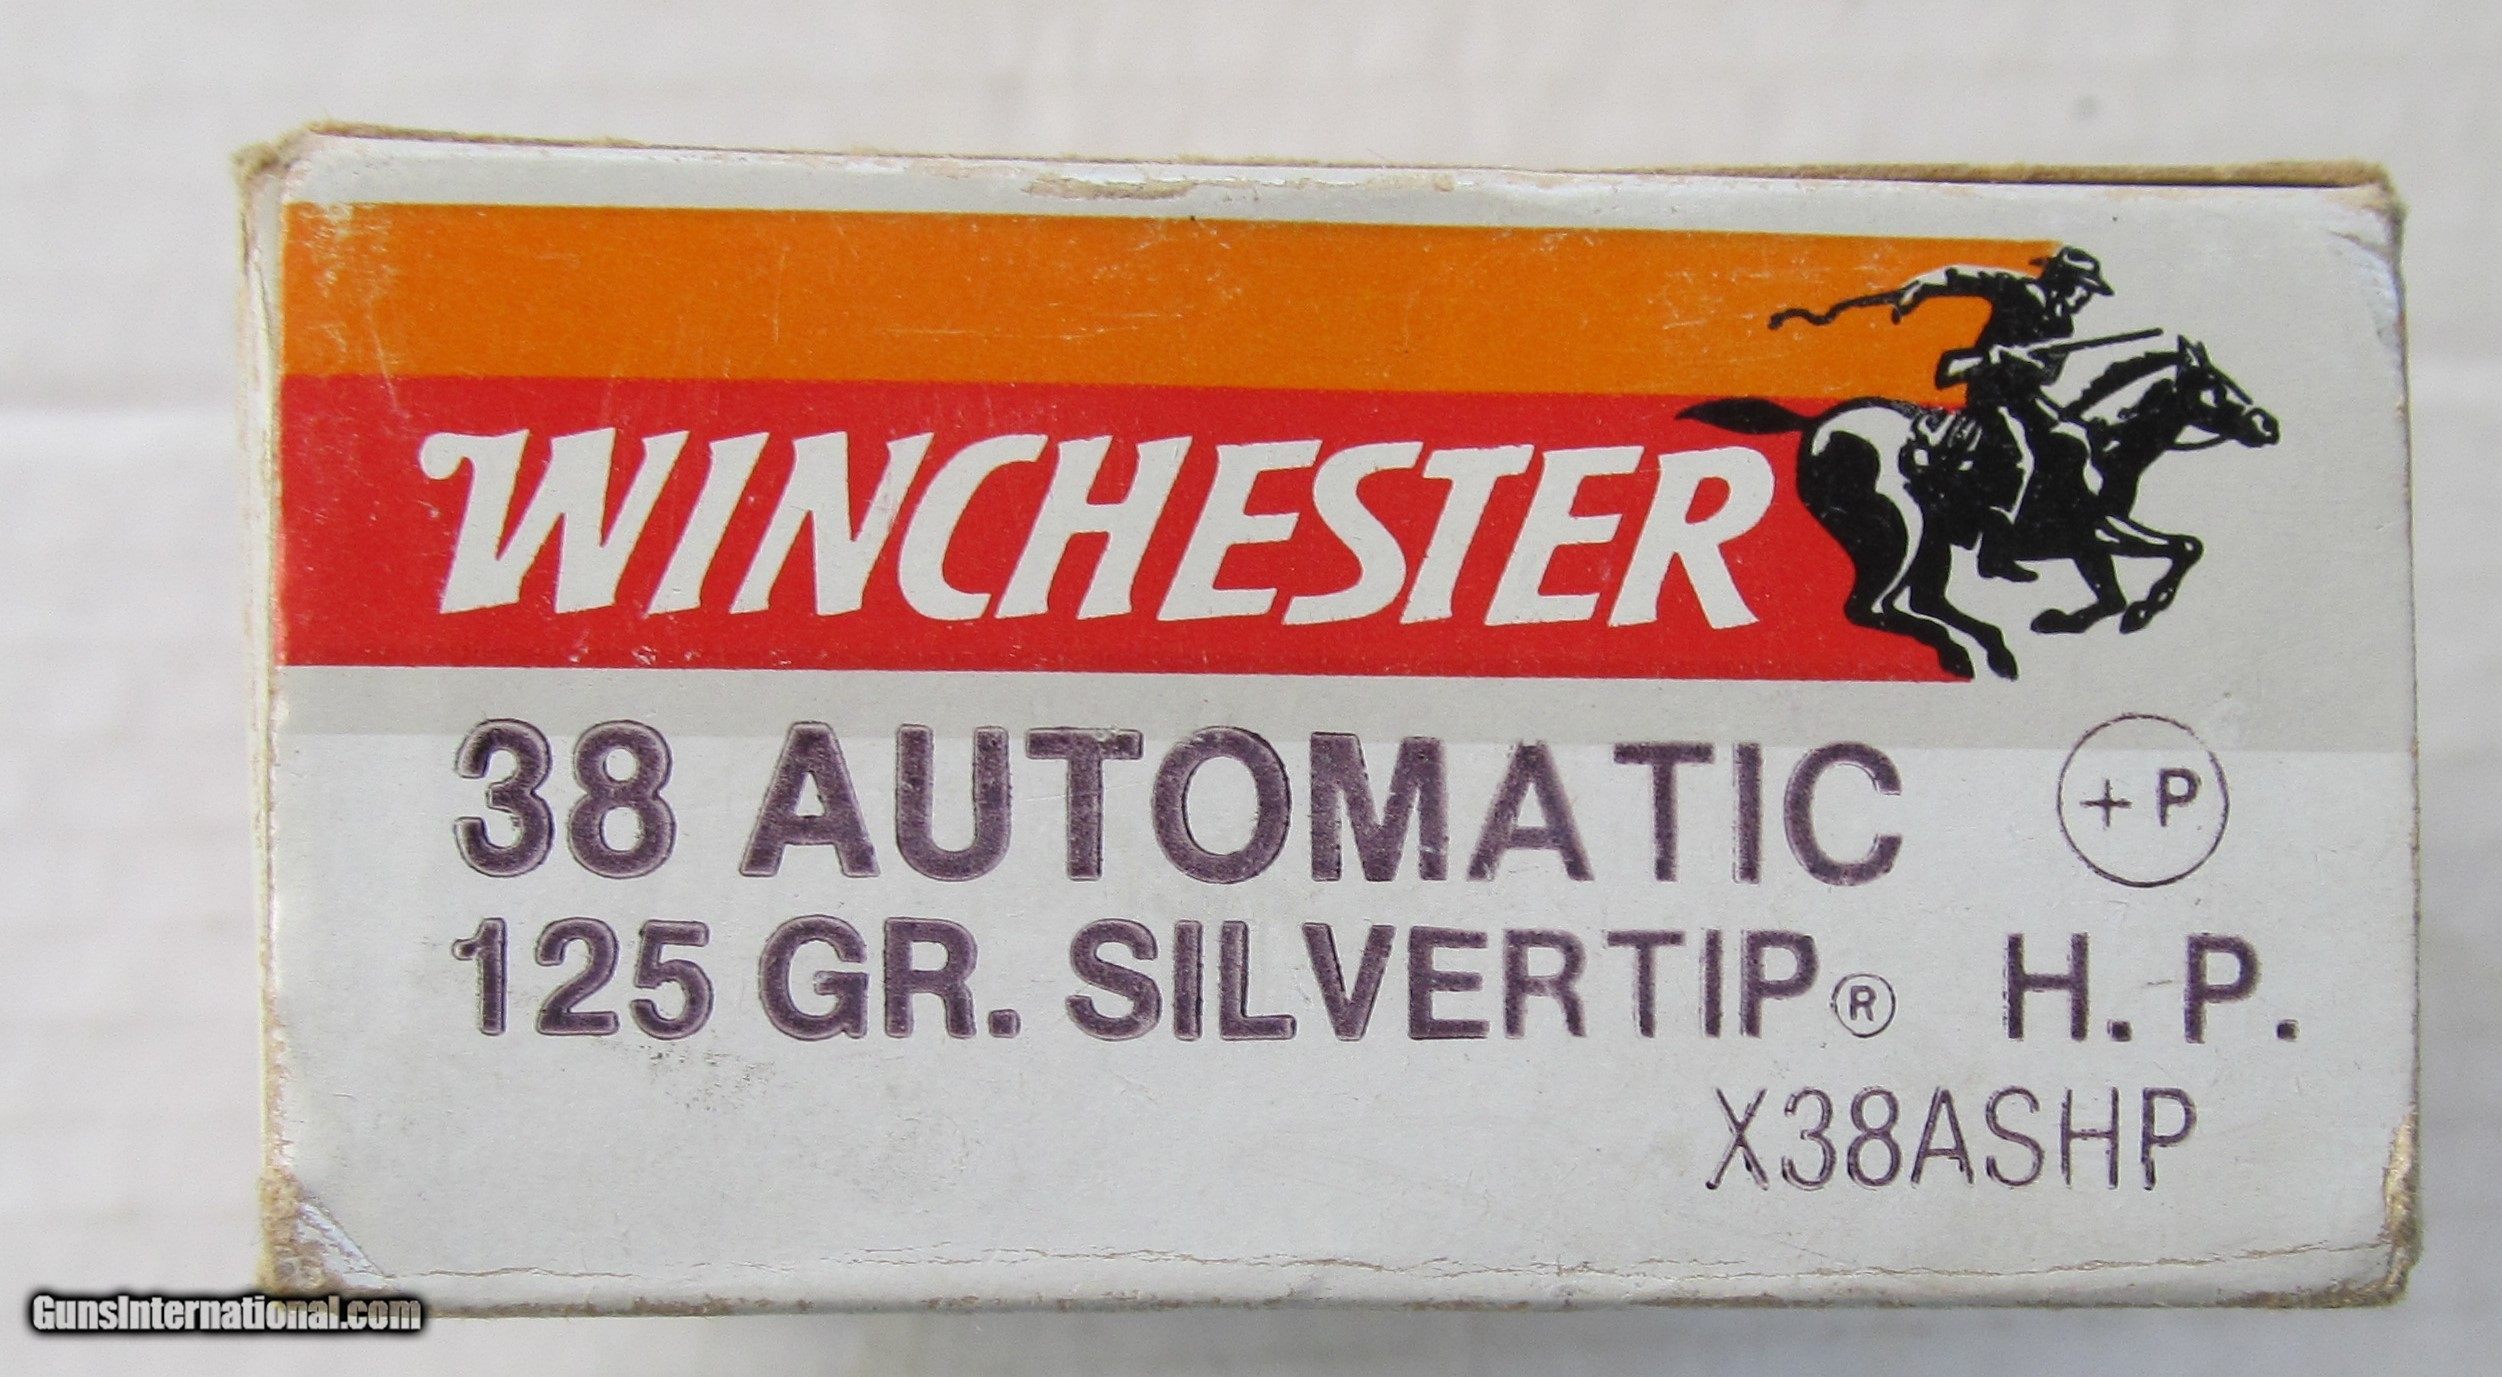 WINCHESTER
38 AUTOMATIC +P
125 GR. SILVERTIP® H.P.
X38ASHP
GunsInternational.com